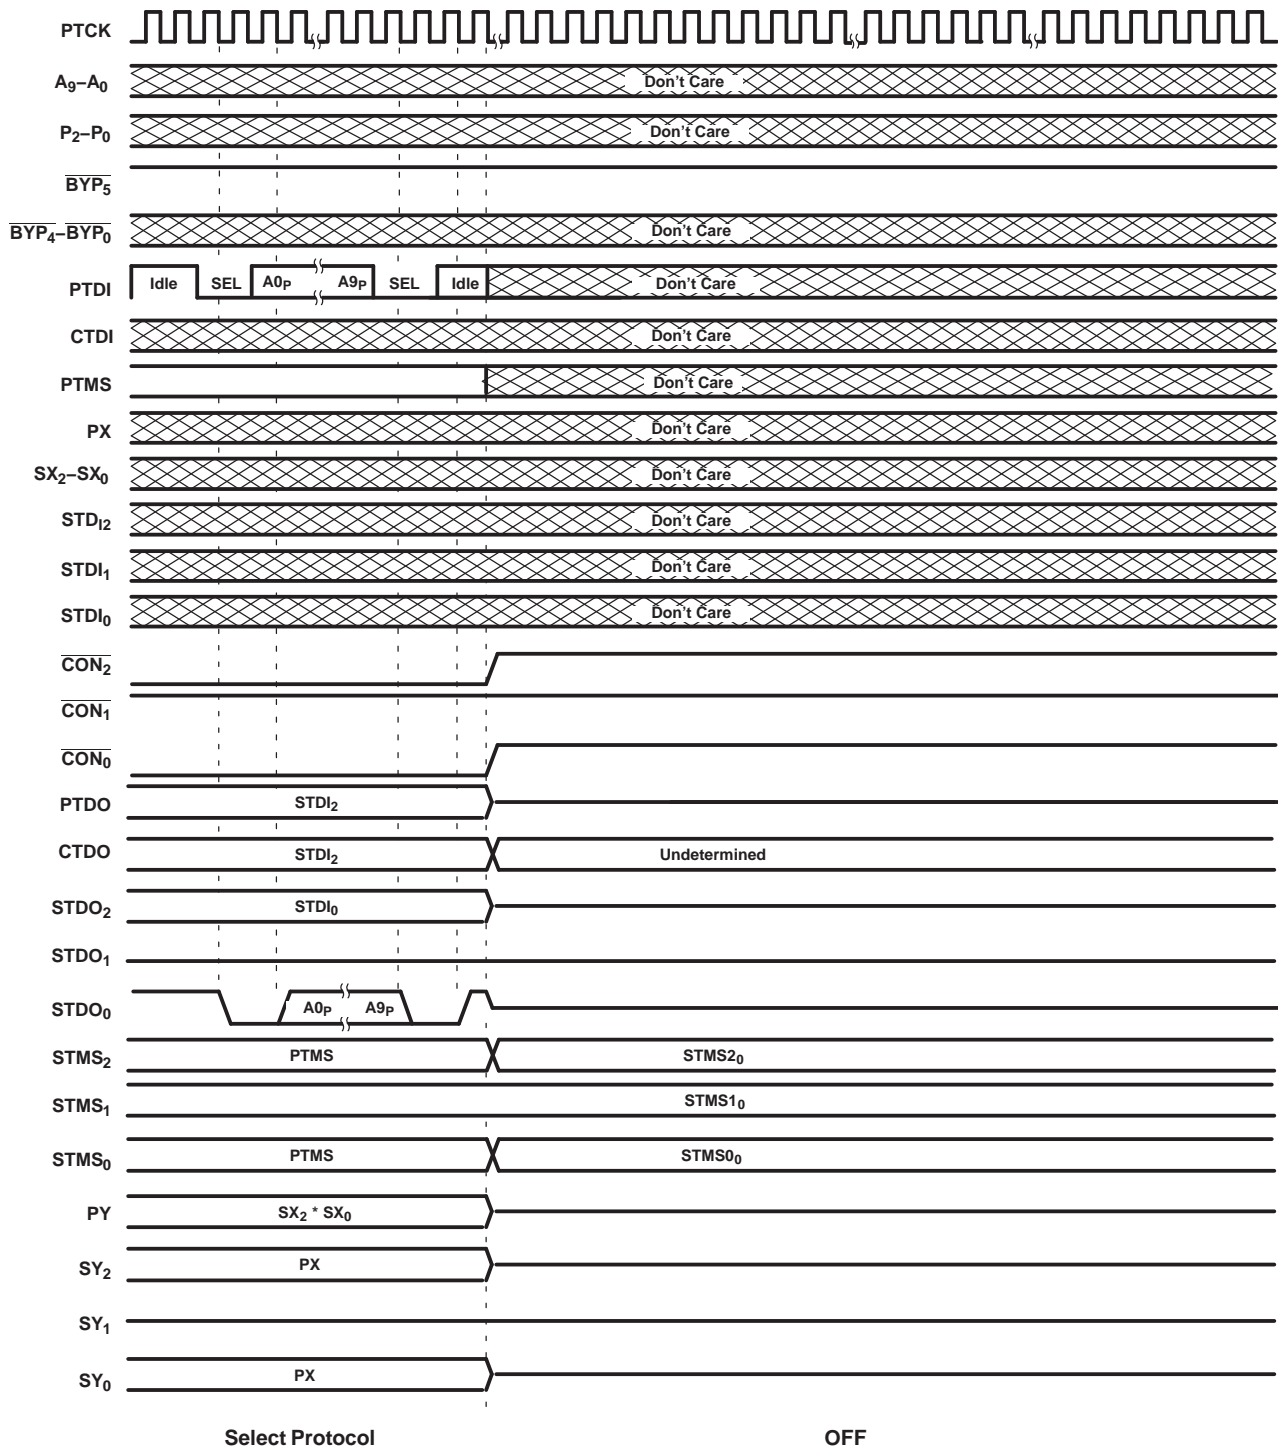 PTCK
A9–A0 Don't Care
P2–P0 Don't Care
BYP5
BYP4–BYP0 Don't Care
PTDI Idle SEL A0P A9P SEL Idle Don't Care
CTDI Don't Care
PTMS Don't Care
PX Don't Care
SX2–SX0 Don't Care
STDI2 Don't Care
STDI1 Don't Care
STDI0 Don't Care
CON2
CON1
CON0
PTDO STDI2
CTDO STDI2 Undetermined
STDO2 STDI0
STDO1
STDO0 A0P A9P
STMS2 PTMS STMS20
STMS1 STMS10
STMS0 PTMS STMS00
PY SX2 * SX0
SY2 PX
SY1
SY0 PX
Select Protocol OFF